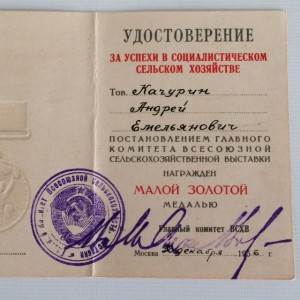 УДОСТОВЕРЕНИЕ
ЗА УСПЕХИ В СОЦИАЛИСТИЧЕСКОМ
СЕЛЬСКОМ ХОЗЯЙСТВЕ
Тов. Качурин
Андрей
Емельянович
ПОСТАНОВЛЕНИЕМ ГЛАВНОГО
КОМИТЕТА ВСЕСОЮЗНОЙ
СЕЛЬСКОХОЗЯЙСТВЕННОЙ ВЫСТАВКИ
НАГРАЖДЕН
МАЛОЙ ЗОЛОТОЙ
МЕДАЛЬЮ
Главный комитет ВСХВ
Москва декабря 1956 г.